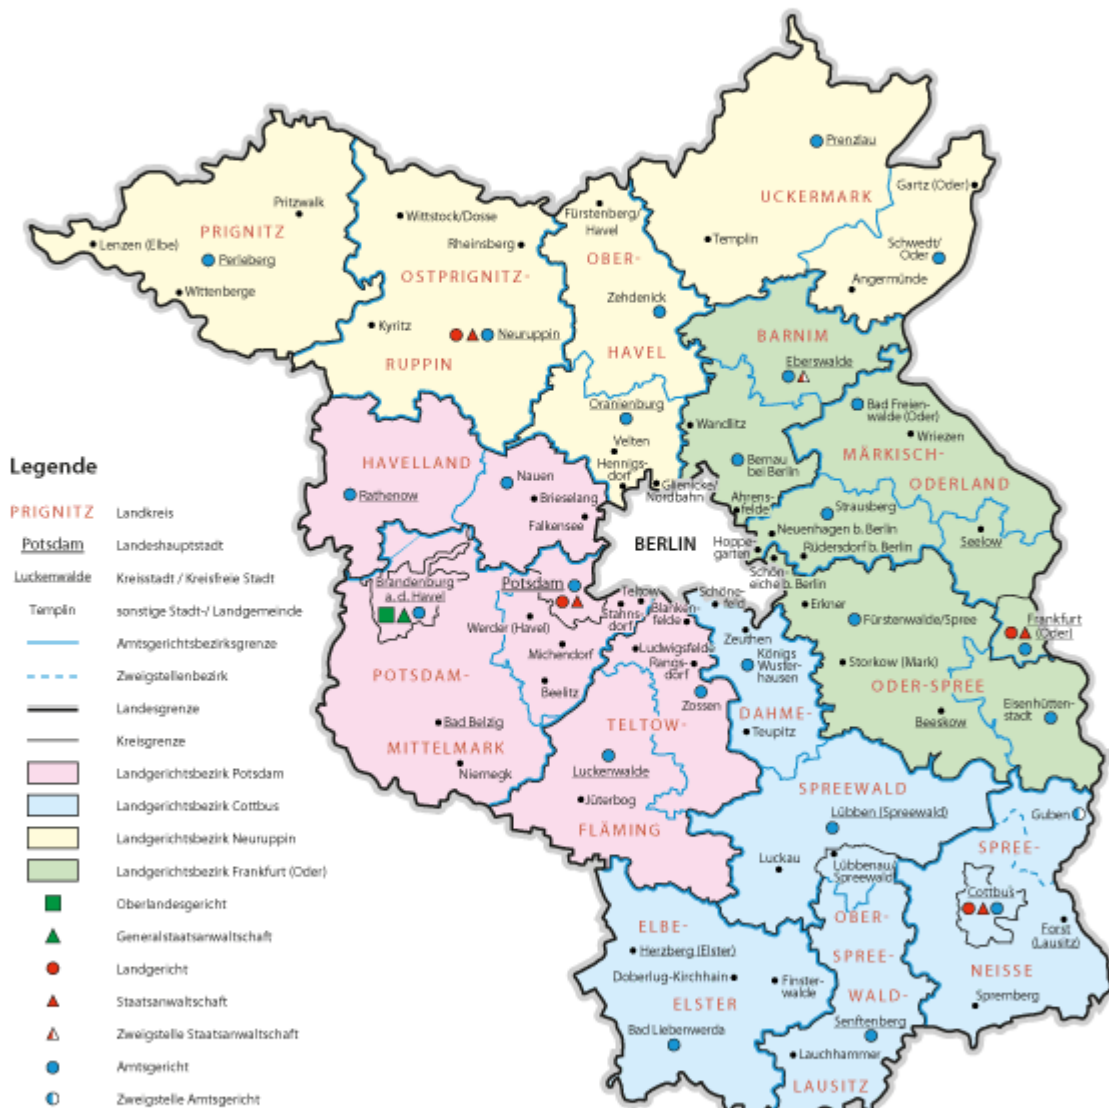 Prenzlau
UCKERMARK
Gartz (Oder)
Templin
Schwedt/
Oder
Angermünde
Pritzwalk
PRIGNITZ
Lenzen (Elbe)
Perleberg
Wittenberge
Wittstock/Dosse
Rheinsberg
OSTPRIGNITZ-
Kyritz
Neuruppin
RUPPIN
Fürstenberg/
Havel
OBER-
Zehdenick
HAVEL
Oranienburg
Velten
Hennigs-
dorf
Glienicke/
Nordbahn
BARNIM
Eberswalde
Wandlitz
Bernau
bei Berlin
Ahrens-
felde
Bad Freien-
walde (Oder)
Wriezen
MÄRKISCH-
ODERLAND
Strausberg
Neuenhagen b. Berlin
Seelow
Hoppe-
garten
Rüdersdorf b. Berlin
HAVELLAND
Rathenow
Nauen
Brieselang
Falkensee
BERLIN
Schön-
eiche b. Berlin
Erkner
Fürsterwalde/Spree
Frankfurt
(Oder)
Storkow (Mark)
ODER-SPREE
Beeskow
Eisenhütten-
stadt
Brandenburg
a. d. Havel
Potsdam
Teltow
Stahns-
dorf
Blanken-
felde
Schöne-
feld
Werder (Havel)
Michendorf
Ludwigsfelde
Rangs-
dorf
Zeuthen
Königs
Wuster-
hausen
POTSDAM-
Beelitz
Zossen
Bad Belzig
MITTELMARK
Niemegk
TELTOW-
Luckenwalde
Jüterbog
FLÄMING
DAHME-
Teupitz
SPREEWALD
Lübben (Spreewald)
Luckau
Lübbenau/
Spreewald
Guben
SPREE-
Cottbus
Forst
(Lausitz)
NEISSE
Spremberg
ELBE-
Herzberg (Elster)
Doberlug-Kirchhain
Finster-
walde
ELSTER
Bad Liebenwerda
OBER-
SPREE-
WALD-
Senftenberg
Lauchhammer
LAUSITZ
Legende
PRIGNITZ Landkreis
Potsdam Landeshauptstadt
Luckenwalde Kreisstadt / Kreisfreie Stadt
Templin sonstige Stadt-/ Landgemeinde
Amtsgerichtsbezirksgrenze
Zweigstellenbezirk
Landesgrenze
Kreisgrenze
Landgerichtsbezirk Potsdam
Landgerichtsbezirk Cottbus
Landgerichtsbezirk Neuruppin
Landgerichtsbezirk Frankfurt (Oder)
Oberlandesgericht
Generalstaatsanwaltschaft
Landgericht
Staatsanwaltschaft
Zweigstelle Staatsanwaltschaft
Amtsgericht
Zweigstelle Amtsgericht